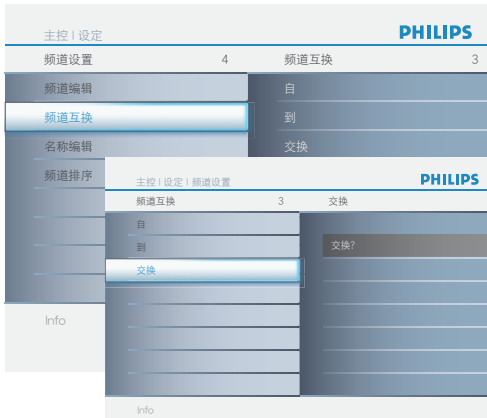 主控 | 设定
PHILIPS
频道设置 4 频道互换 3
频道编辑 自
频道互换 到
名称编辑 交换
频道排序
Info
主控 | 设定 | 频道设置
PHILIPS
频道互换 3 交换
自
到 交换?
交换
Info